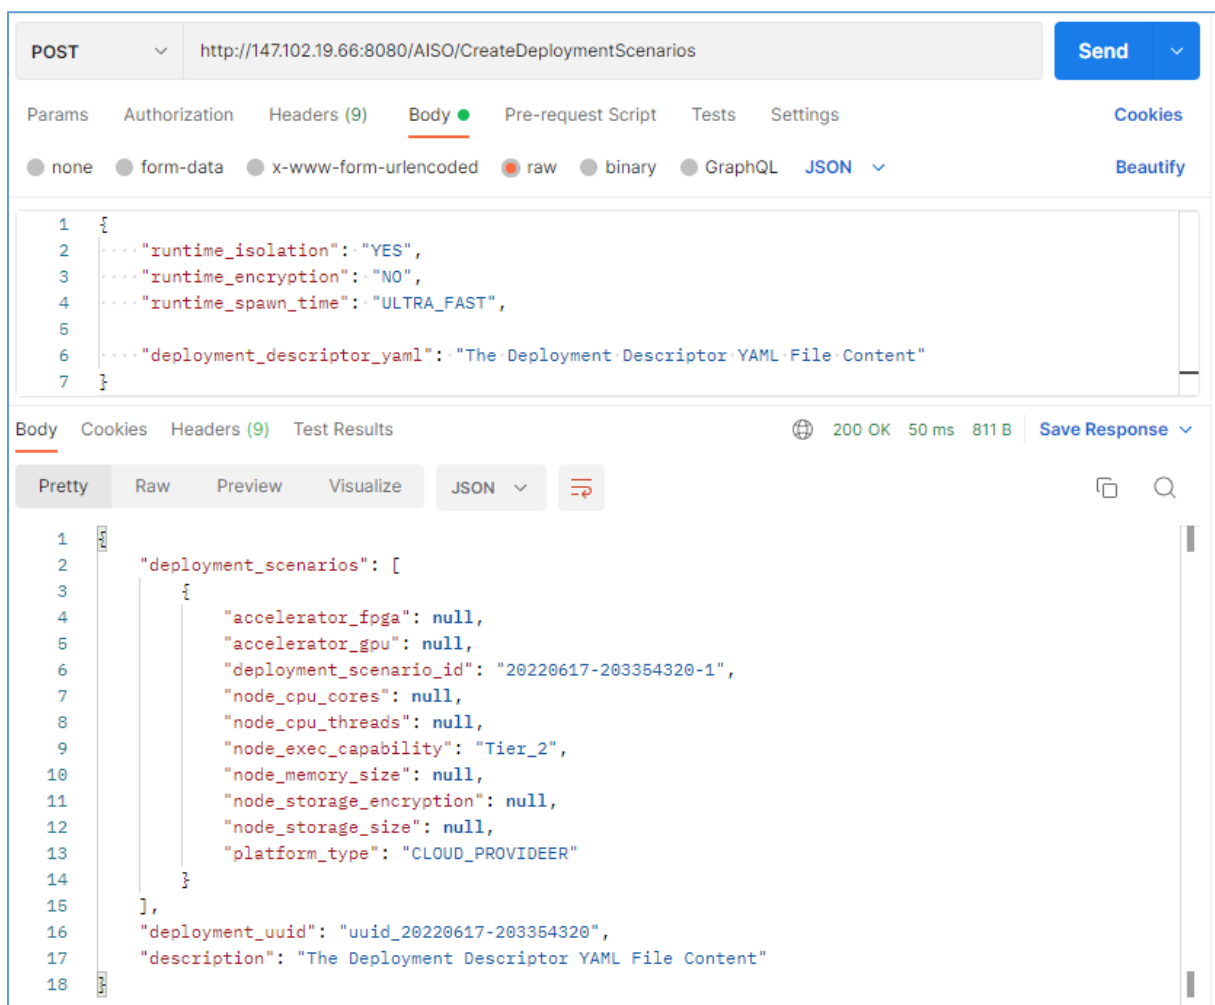 POST http://147.102.19.66:8080/AISO/CreateDeploymentScenarios Send
Params Authorization Headers (9) Body Pre-request Script Tests Settings Cookies
none form-data x-www-form-urlencoded raw binary GraphQL JSON Beautify
1 {
2 "runtime_isolation": "YES",
3 "runtime_encryption": "NO",
4 "runtime_spawn_time": "ULTRA_FAST",
5
6 "deployment_descriptor_yaml": "The Deployment Descriptor YAML File Content"
7 }
Body Cookies Headers (9) Test Results 200 OK 50 ms 811 B Save Response
Pretty Raw Preview Visualize JSON
1 {
2 "deployment_scenarios": [
3 {
4 "accelerator_fpga": null,
5 "accelerator_gpu": null,
6 "deployment_scenario_id": "20220617-203354320-1",
7 "node_cpu_cores": null,
8 "node_cpu_threads": null,
9 "node_exec_capability": "Tier_2",
10 "node_memory_size": null,
11 "node_storage_encryption": null,
12 "node_storage_size": null,
13 "platform_type": "CLOUD_PROVIDEER"
14 }
15 ],
16 "deployment_uuid": "uuid_20220617-203354320",
17 "description": "The Deployment Descriptor YAML File Content"
18 }